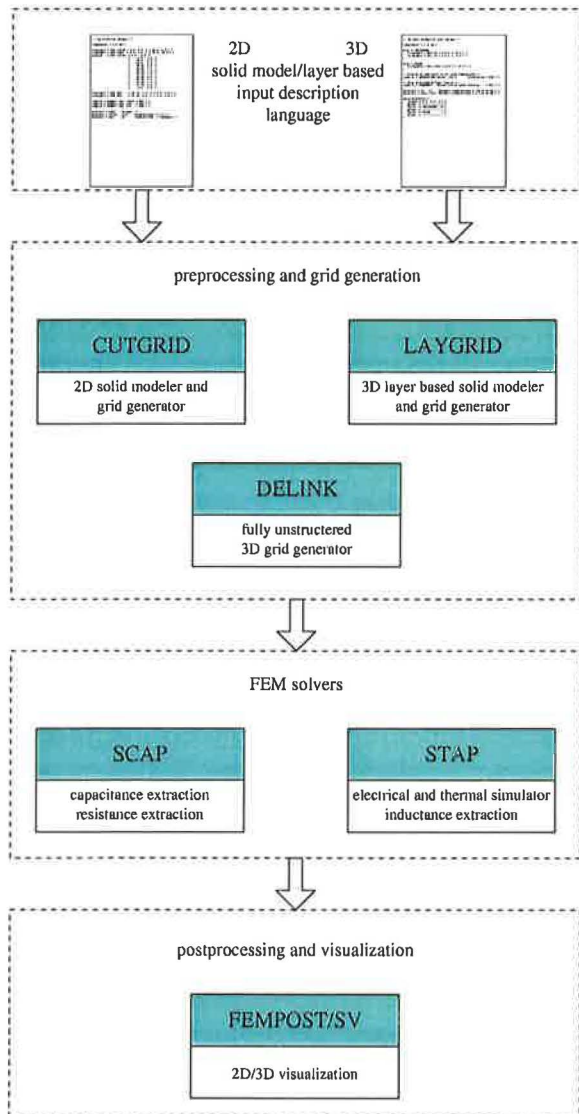 2D 3D
solid model/layer based
input description
language
preprocessing and grid generation
CUTGRID
2D solid modeler and
grid generator
LAYGRID
3D layer based solid modeler
and grid generator
DELINK
fully unstructered
3D grid generator
FEM solvers
SCAP
capacitance extraction
resistance extraction
STAP
electrical and thermal simulator
inductance extraction
postprocessing and visualization
FEMPOST/SV
2D/3D visualization